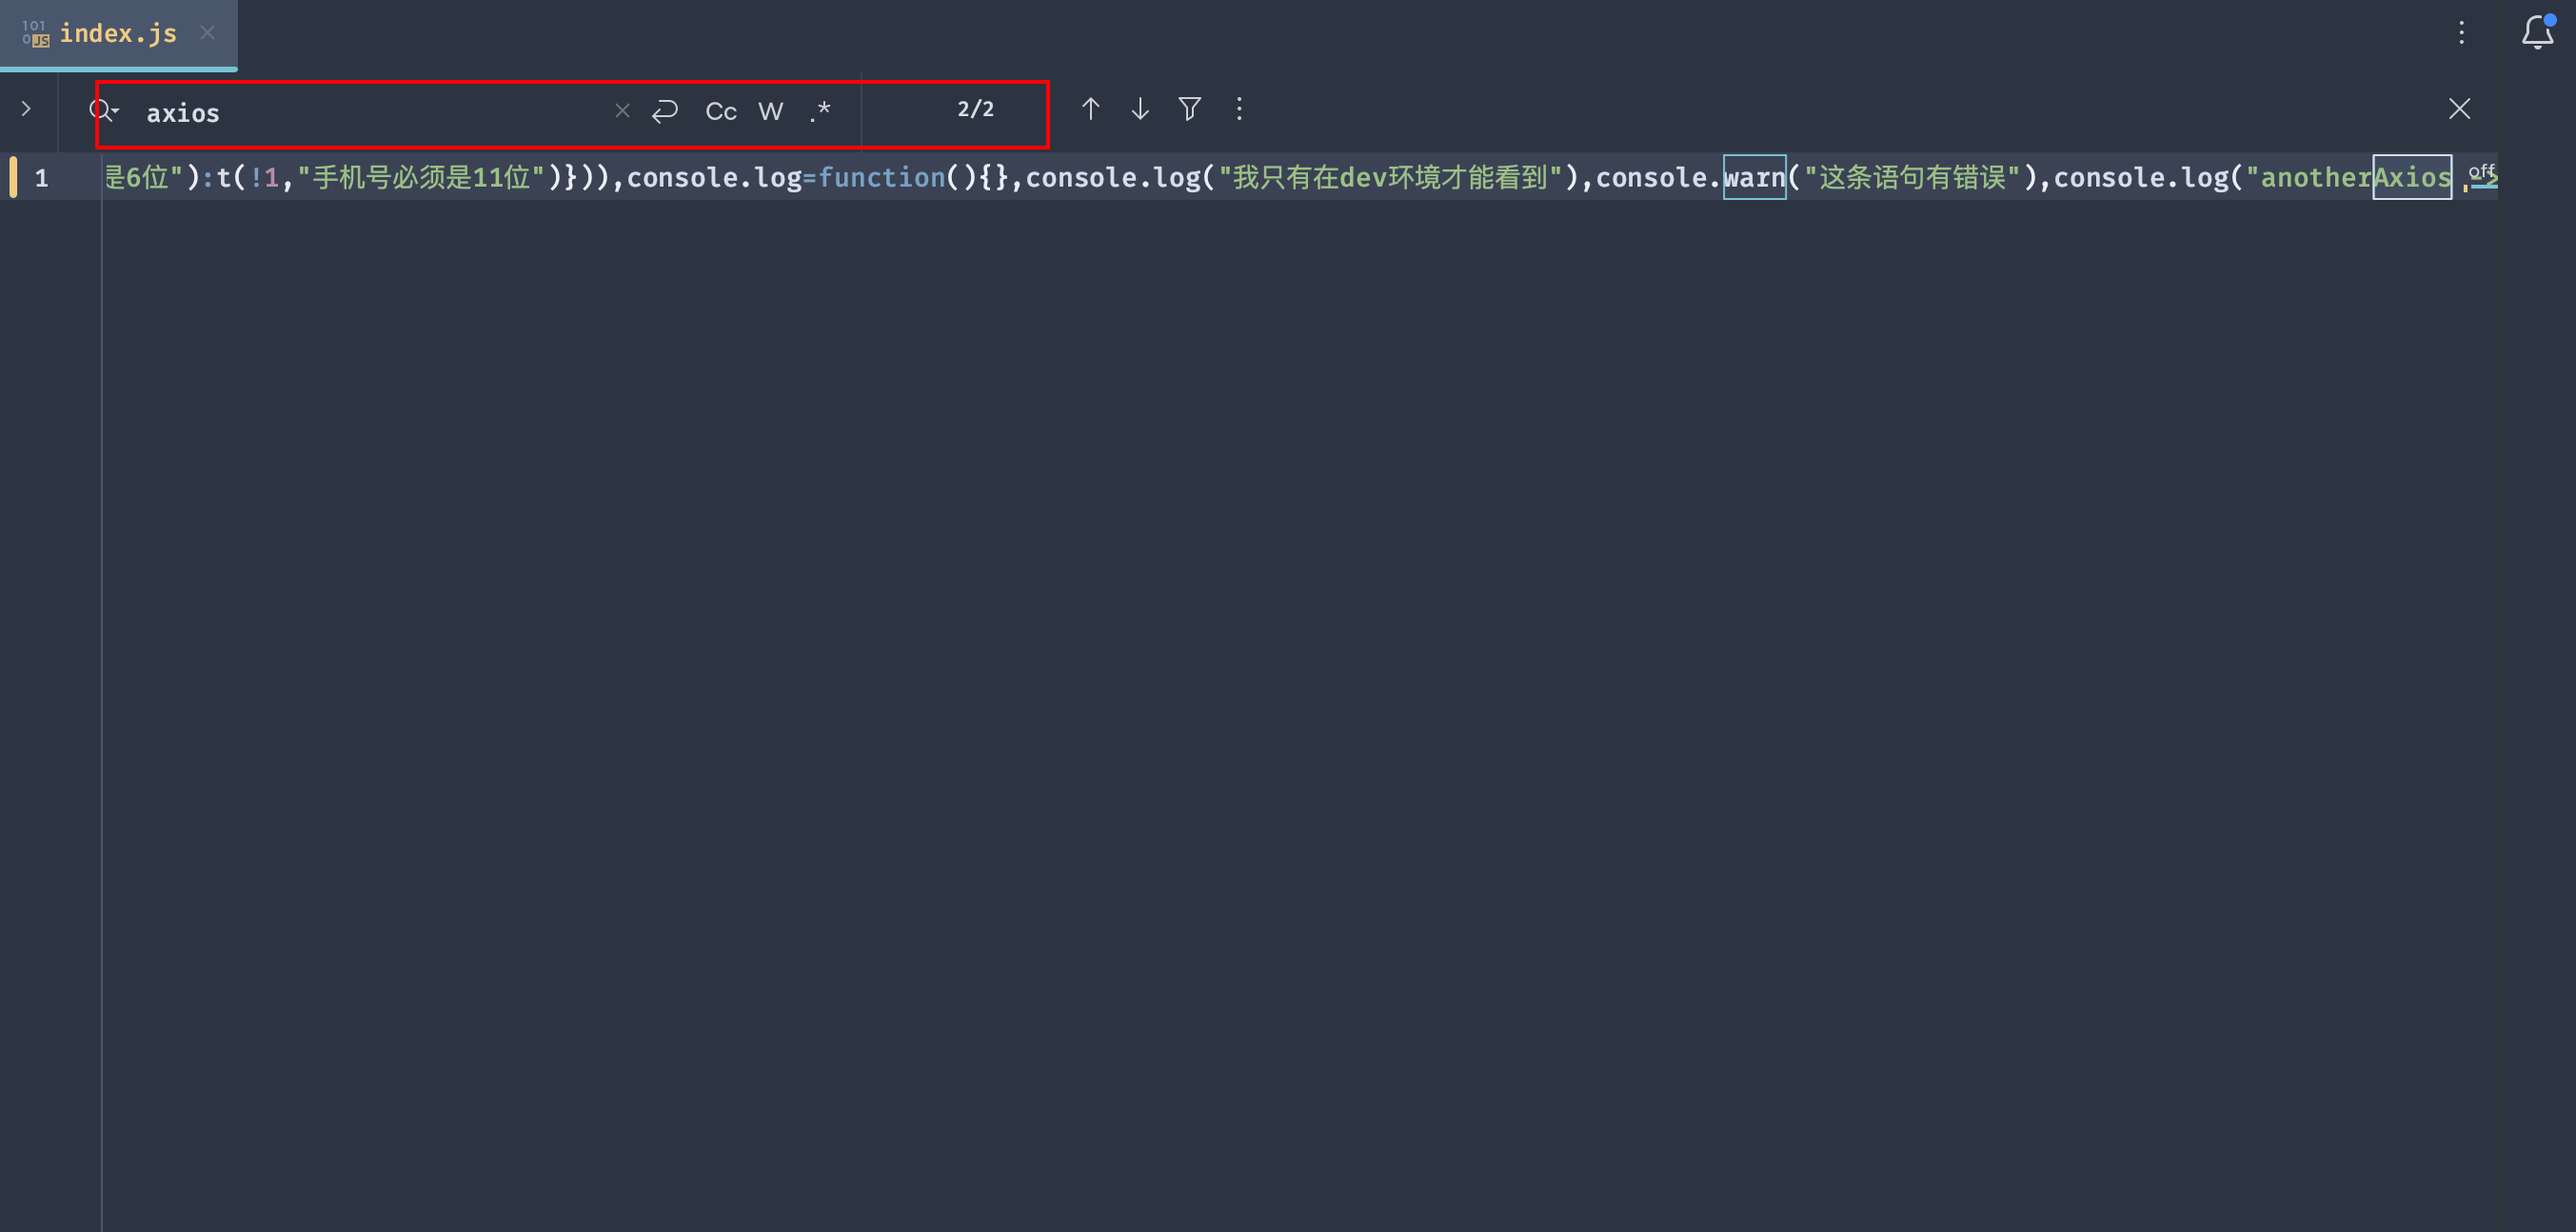 index.js
axios Cc W .* 2/2
1 是6位"):t(!1,"手机号必须是11位")})),console.log=function(){},console.log("我只有在dev环境才能看到"),console.warn("这条语句有错误"),console.log("anotherAxios off